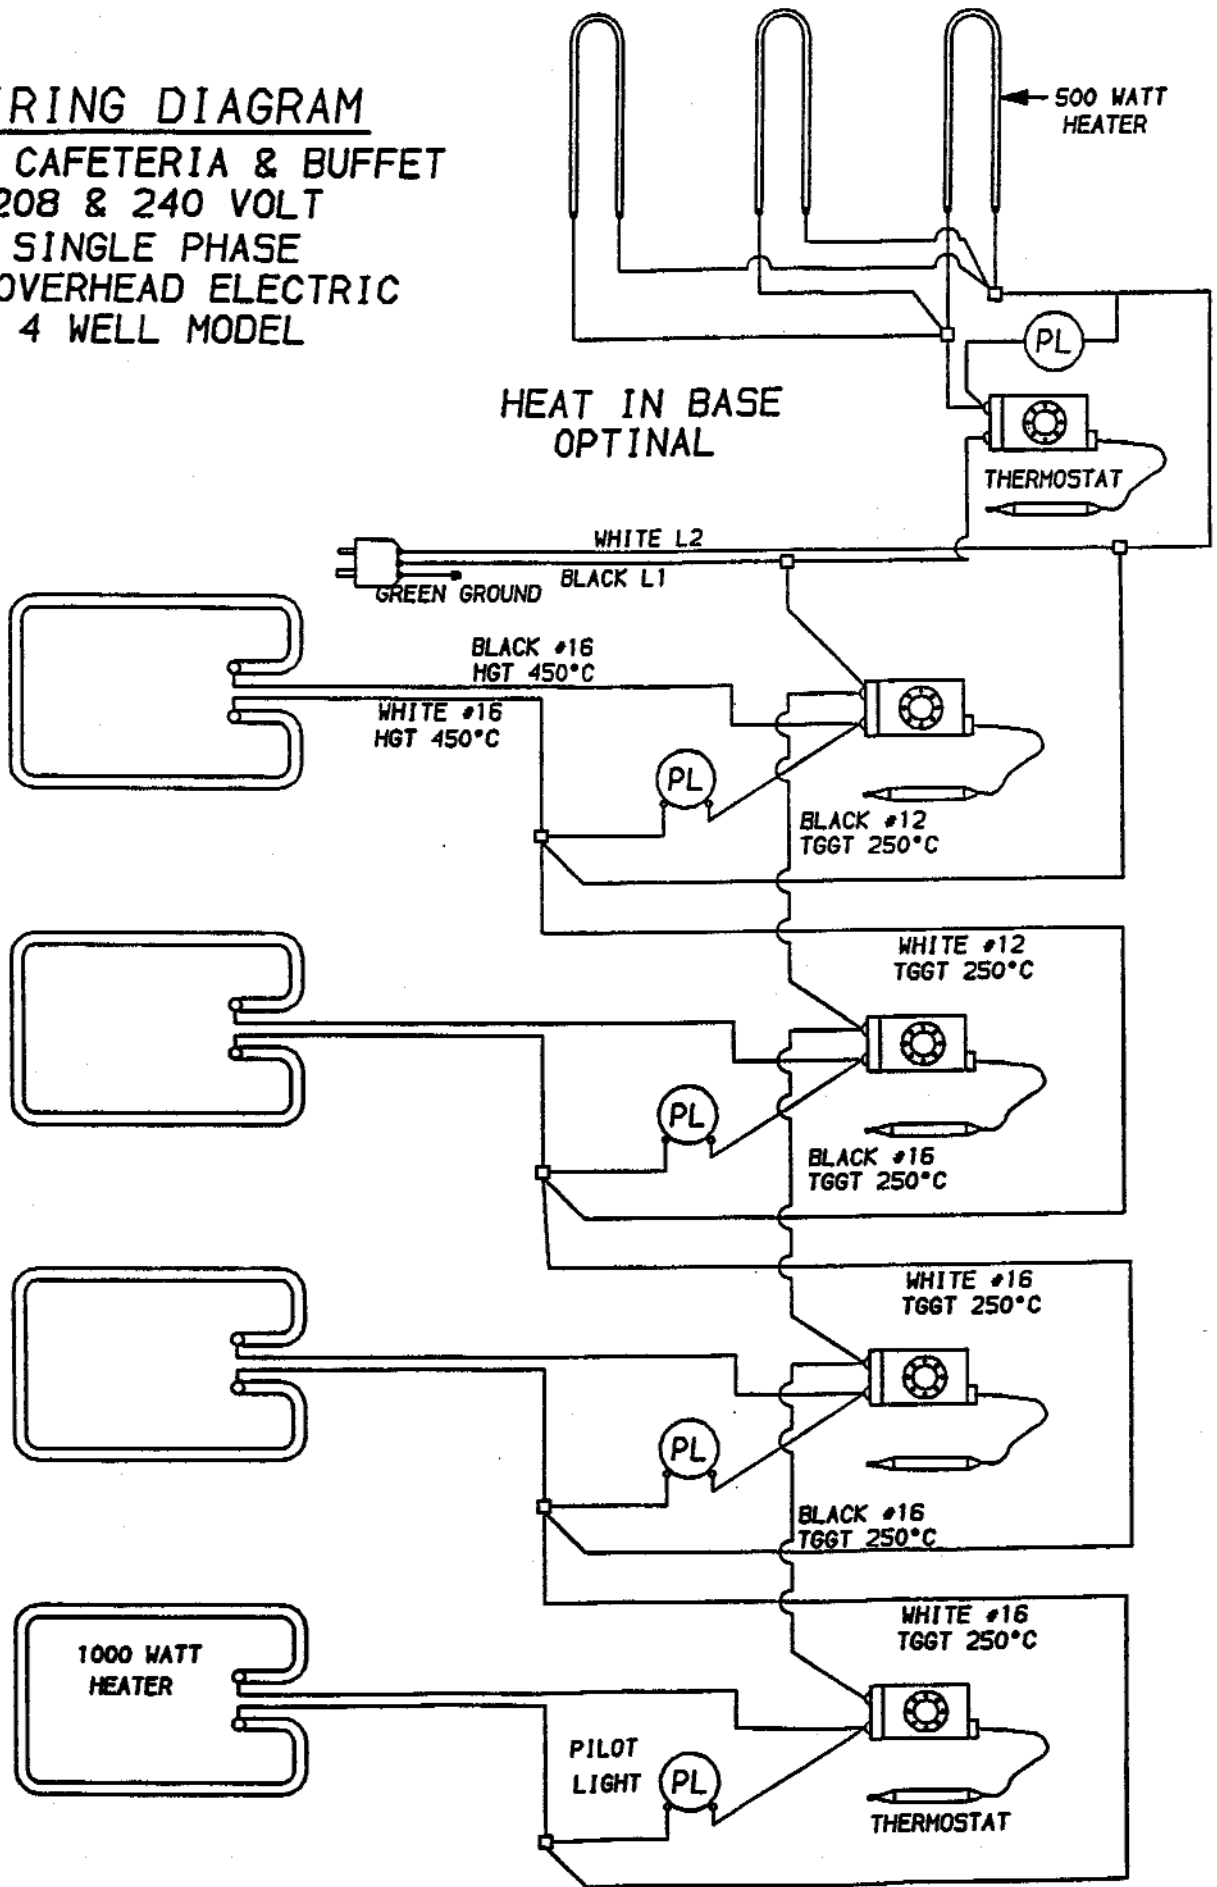 IRING DIAGRAM
CAFETERIA & BUFFET
208 & 240 VOLT
SINGLE PHASE
OVERHEAD ELECTRIC
4 WELL MODEL
500 WATT
HEATER
PL
HEAT IN BASE
OPTINAL
THERMOSTAT
WHITE L2
BLACK L1
GREEN GROUND
BLACK #16
HGT 450°C
WHITE #16
HGT 450°C
PL
BLACK #12
TGGT 250°C
WHITE #12
TGGT 250°C
PL
BLACK #16
TGGT 250°C
WHITE #16
TGGT 250°C
PL
BLACK #16
TGGT 250°C
WHITE #16
TGGT 250°C
1000 WATT
HEATER
PILOT
LIGHT
PL
THERMOSTAT